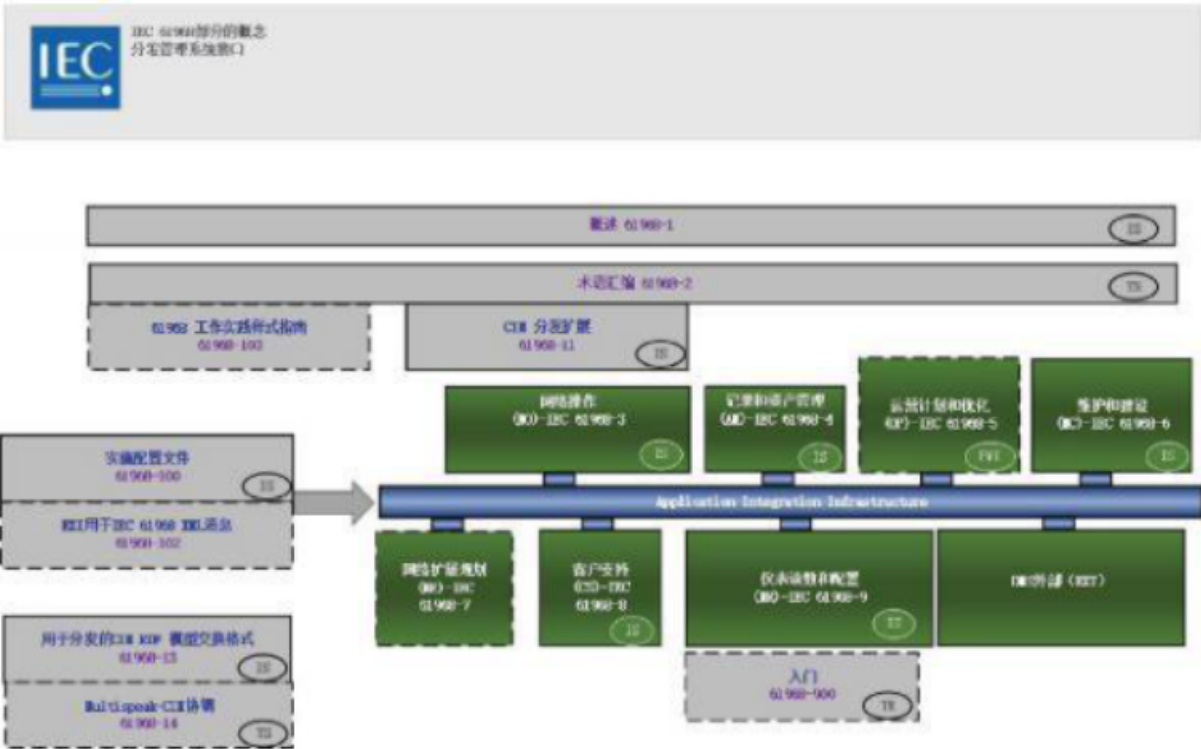 IEC
IEC 61968部分的概念
分发管理系统接口
概述 61968-1
IS
术语汇编 61968-2
TS
61968 工作实践样式指南
61968-103
CIM 分发扩展
61968-11
IS
网络操作
(NO)-IEC 61968-3
IS
记录和资产管理
(AM)-IEC 61968-4
IS
运营计划和优化
(OP)-IEC 61968-5
PWI
维护和建设
(MC)-IEC 61968-6
IS
实施配置文件
61968-100
IS
用于IEC 61968 XML消息
61968-102
Application Integration Infrastructure
网络扩展规划
(NE)-IEC
61968-7
客户支持
(CS)-IEC
61968-8
IS
仪表读数和配置
(MR)-IEC 61968-9
IS
DMS外部 (EXT)
用于分发的CIM RDF 模型交换格式
61968-13
IS
Multispeak-CIM协调
61968-14
TS
入门
61968-900
TR